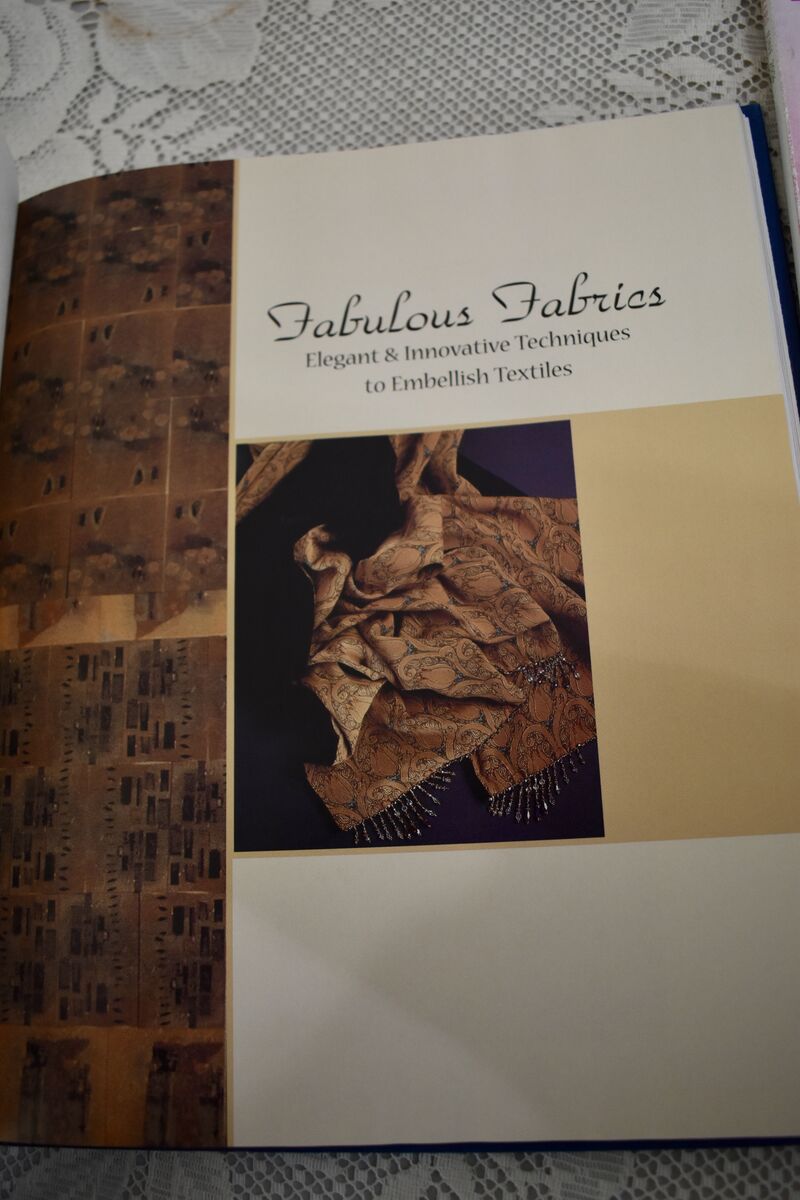 Fabulous Fabrics
Elegant & Innovative Techniques
to Embellish Textiles